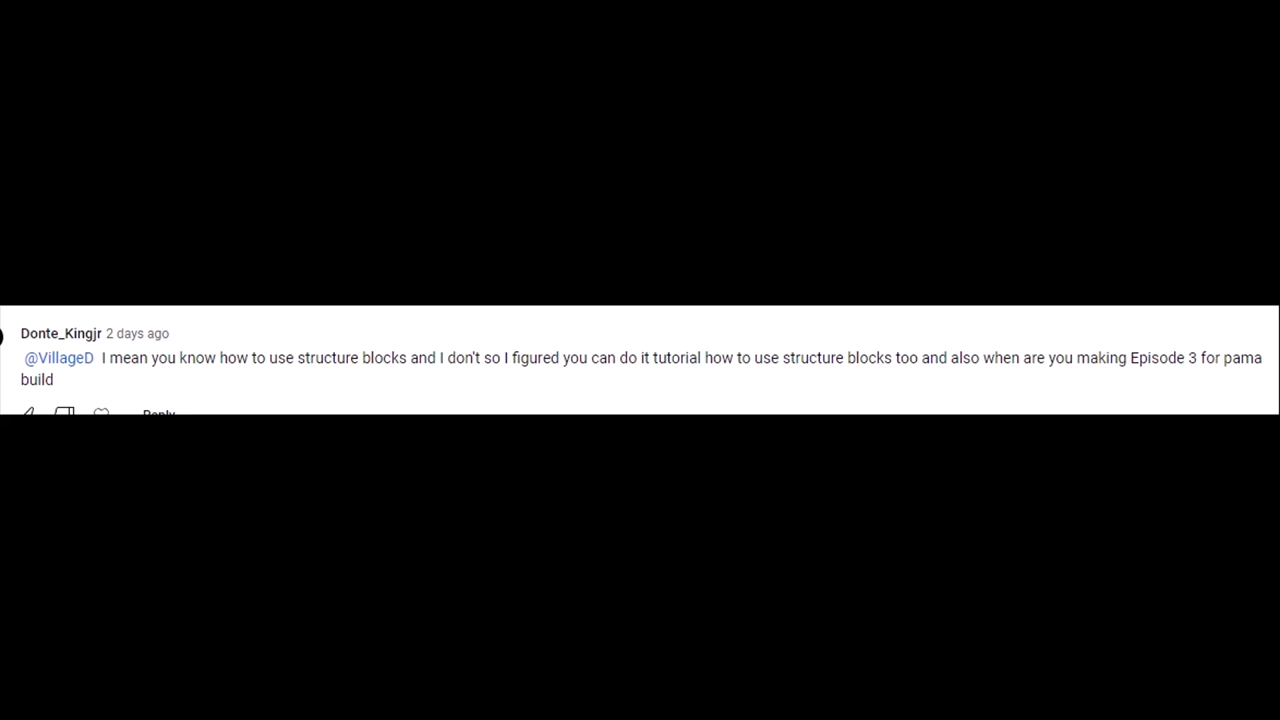 Donte_Kingjr 2 days ago
@VillageD I mean you know how to use structure blocks and I don't so I figured you can do it tutorial how to use structure blocks too and also when are you making Episode 3 for pama
build
Reply